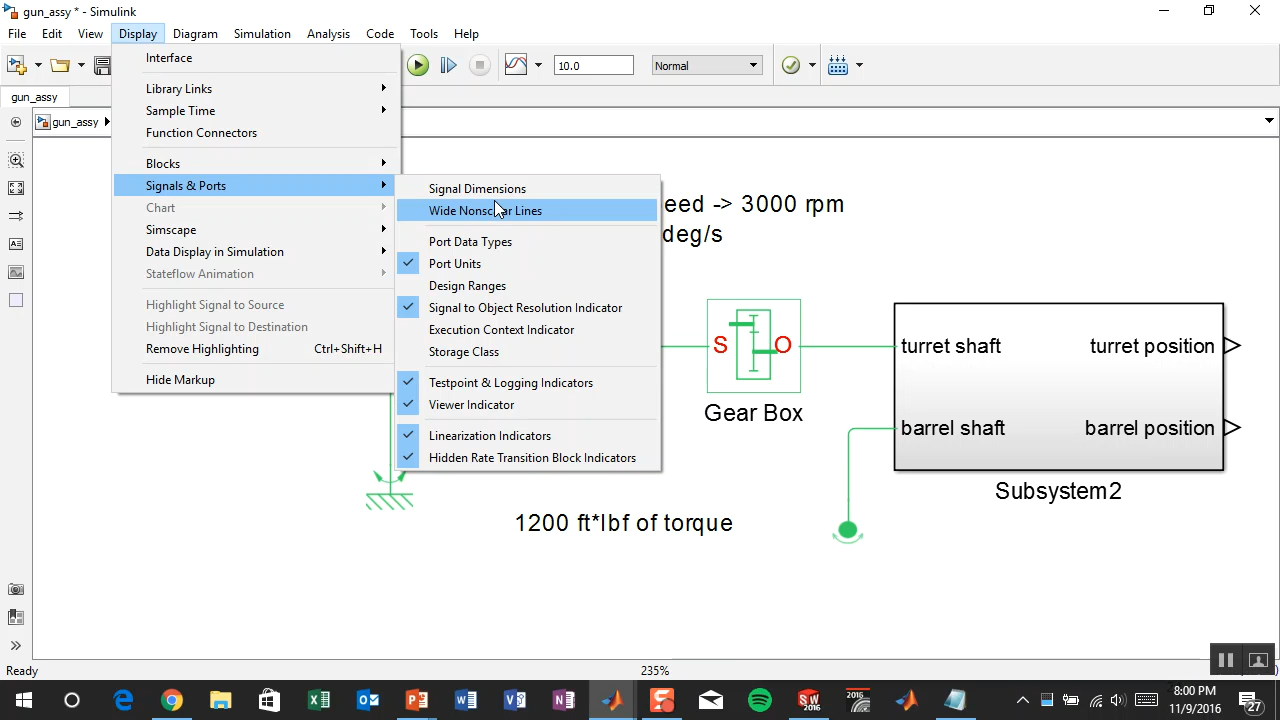 gun_assy * - Simulink
File Edit View Display Diagram Simulation Analysis Code Tools Help
10.0 Normal
gun_assy
gun_assy
Interface
Library Links
Sample Time
Function Connectors
Blocks
Signals & Ports
Chart
Simscape
Data Display in Simulation
Stateflow Animation
Highlight Signal to Source
Highlight Signal to Destination
Remove Highlighting Ctrl+Shift+H
Hide Markup
Signal Dimensions
Wide Nonscalar Lines
Port Data Types
Port Units
Design Ranges
Signal to Object Resolution Indicator
Execution Context Indicator
Storage Class
Testpoint & Logging Indicators
Viewer Indicator
Linearization Indicators
Hidden Rate Transition Block Indicators
eed -> 3000 rpm
deg/s
S O
Gear Box
turret shaft turret position
barrel shaft barrel position
Subsystem2
1200 ft*lbf of torque
Ready 235%
8:00 PM
11/9/2016
27